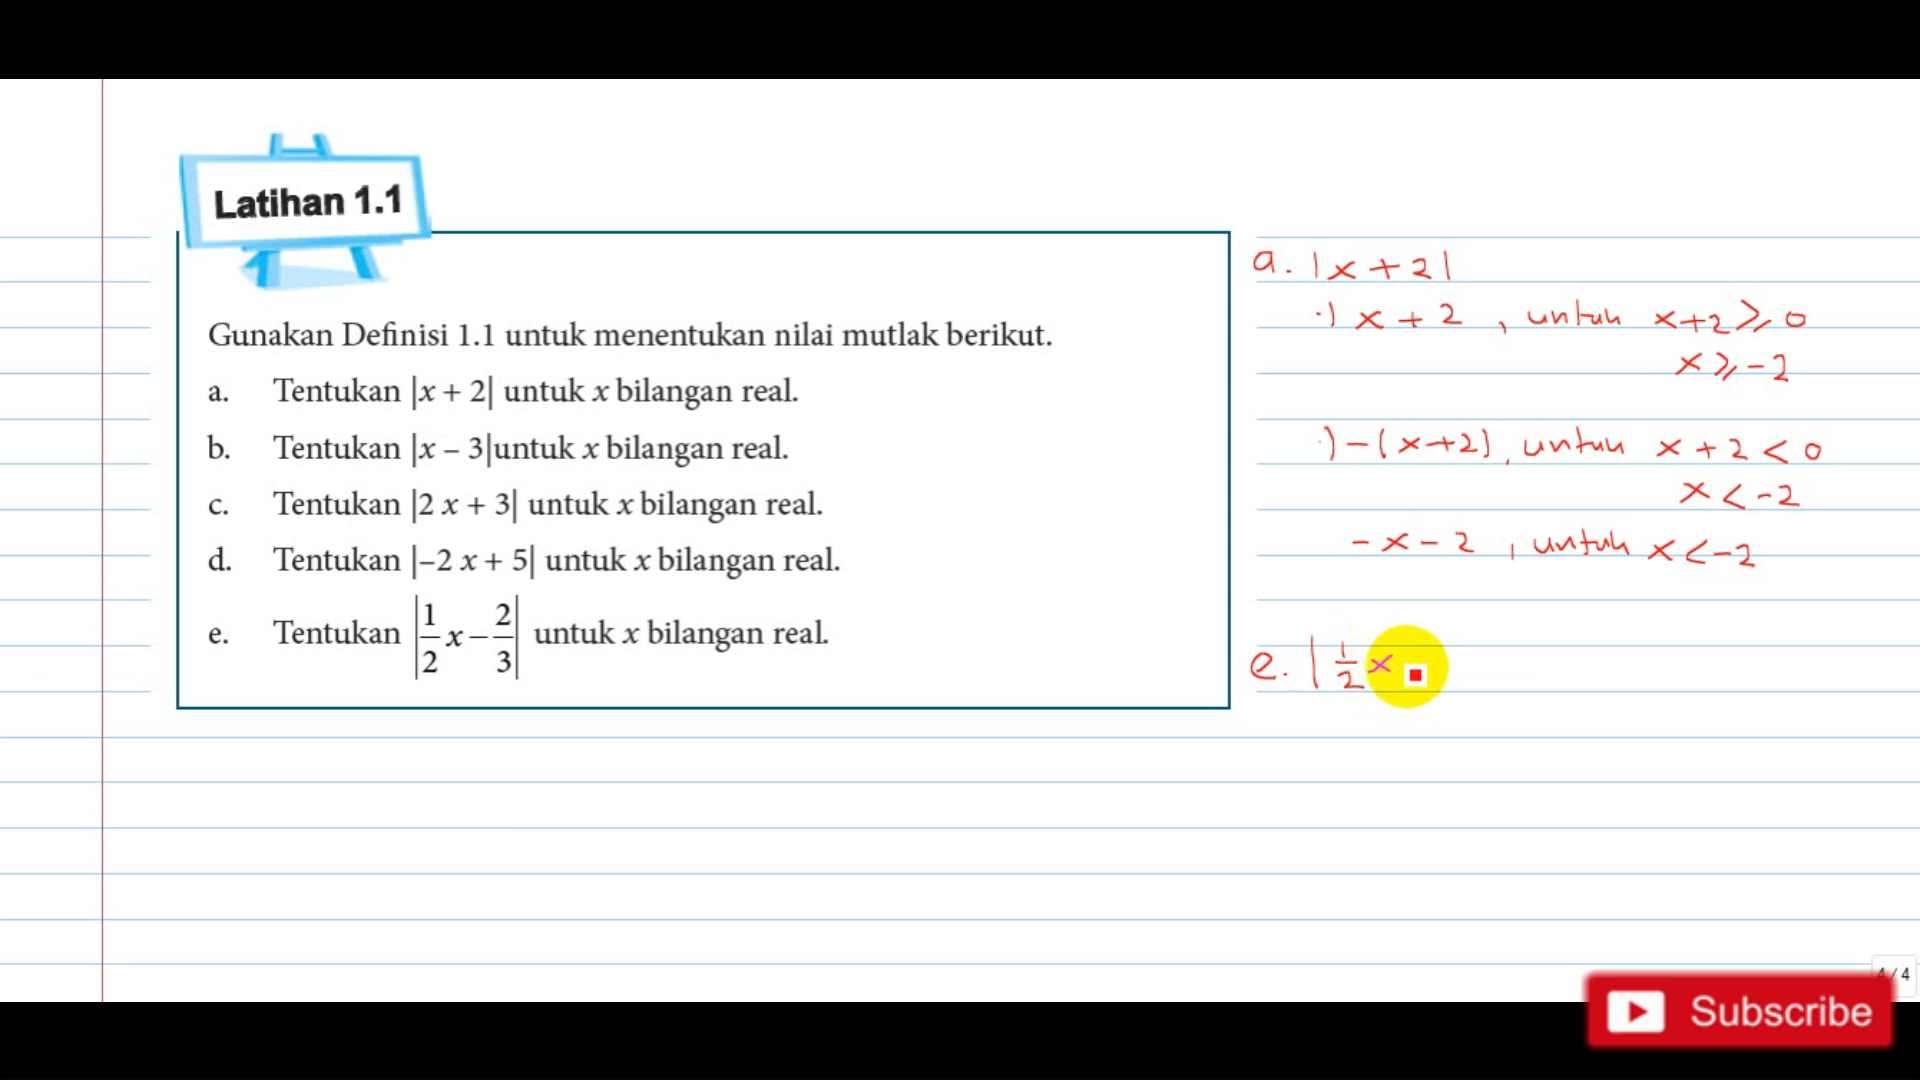 Latihan 1.1
Gunakan Definisi 1.1 untuk menentukan nilai mutlak berikut.
a. Tentukan |x + 2| untuk x bilangan real.
b. Tentukan |x – 3|untuk x bilangan real.
c. Tentukan |2 x + 3| untuk x bilangan real.
d. Tentukan |–2 x + 5| untuk x bilangan real.
e. Tentukan |1/2 x – 2/3| untuk x bilangan real.
a. |x + 2|
·) x + 2 , untuk x+2 ⩾ 0
x ⩾ -2
·) -(x+2), untuk x + 2 < 0
x < -2
- x - 2 , untuk x < -2
e. | 1/2 x
4 / 4
Subscribe